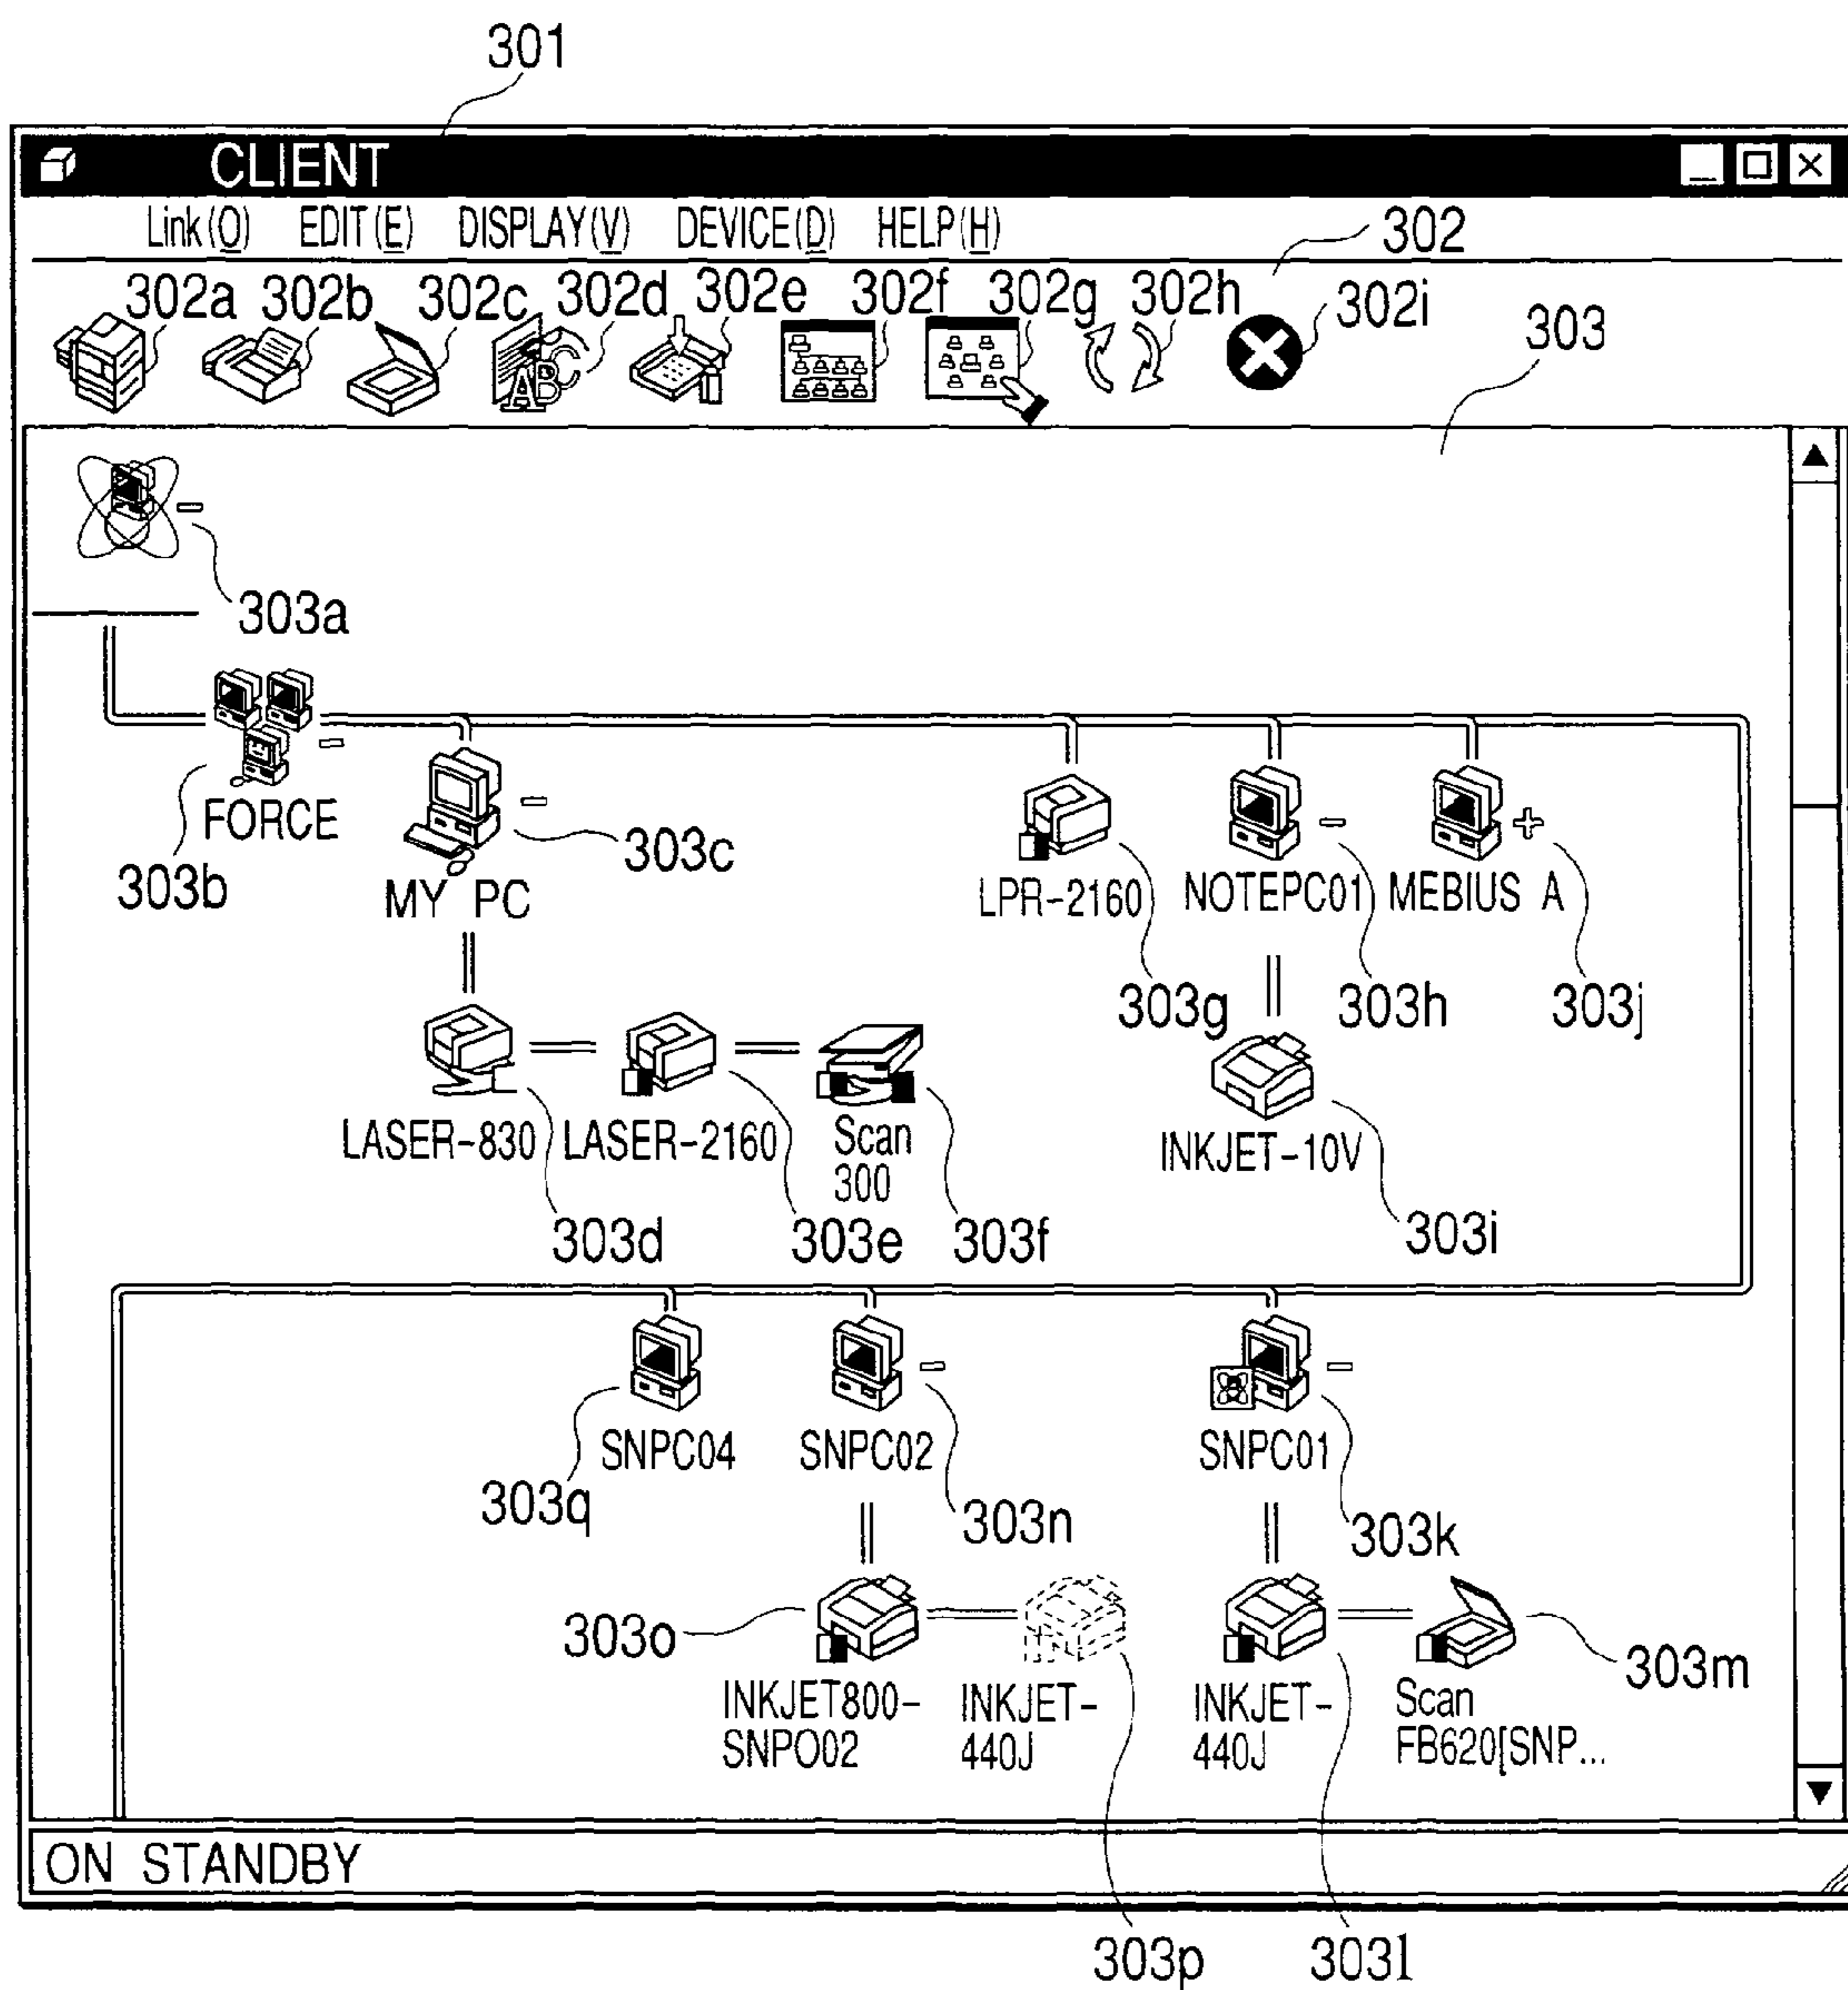 301
CLIENT
Link(O) EDIT(E) DISPLAY(V) DEVICE(D) HELP(H)
302
302a 302b 302c 302d 302e 302f 302g 302h 302i
303
303a
FORCE
303b
303c
MY PC
LPR-2160
NOTEPC01
MEBIUS A
303g
303h
303j
LASER-830
LASER-2160
Scan
300
INKJET-10V
303d
303e
303f
303i
SNPC04
SNPC02
SNPC01
303q
303n
303k
303o
303m
INKJET800-
SNPO02
INKJET-
440J
INKJET-
440J
Scan
FB620[SNP...
ON STANDBY
303p
303l